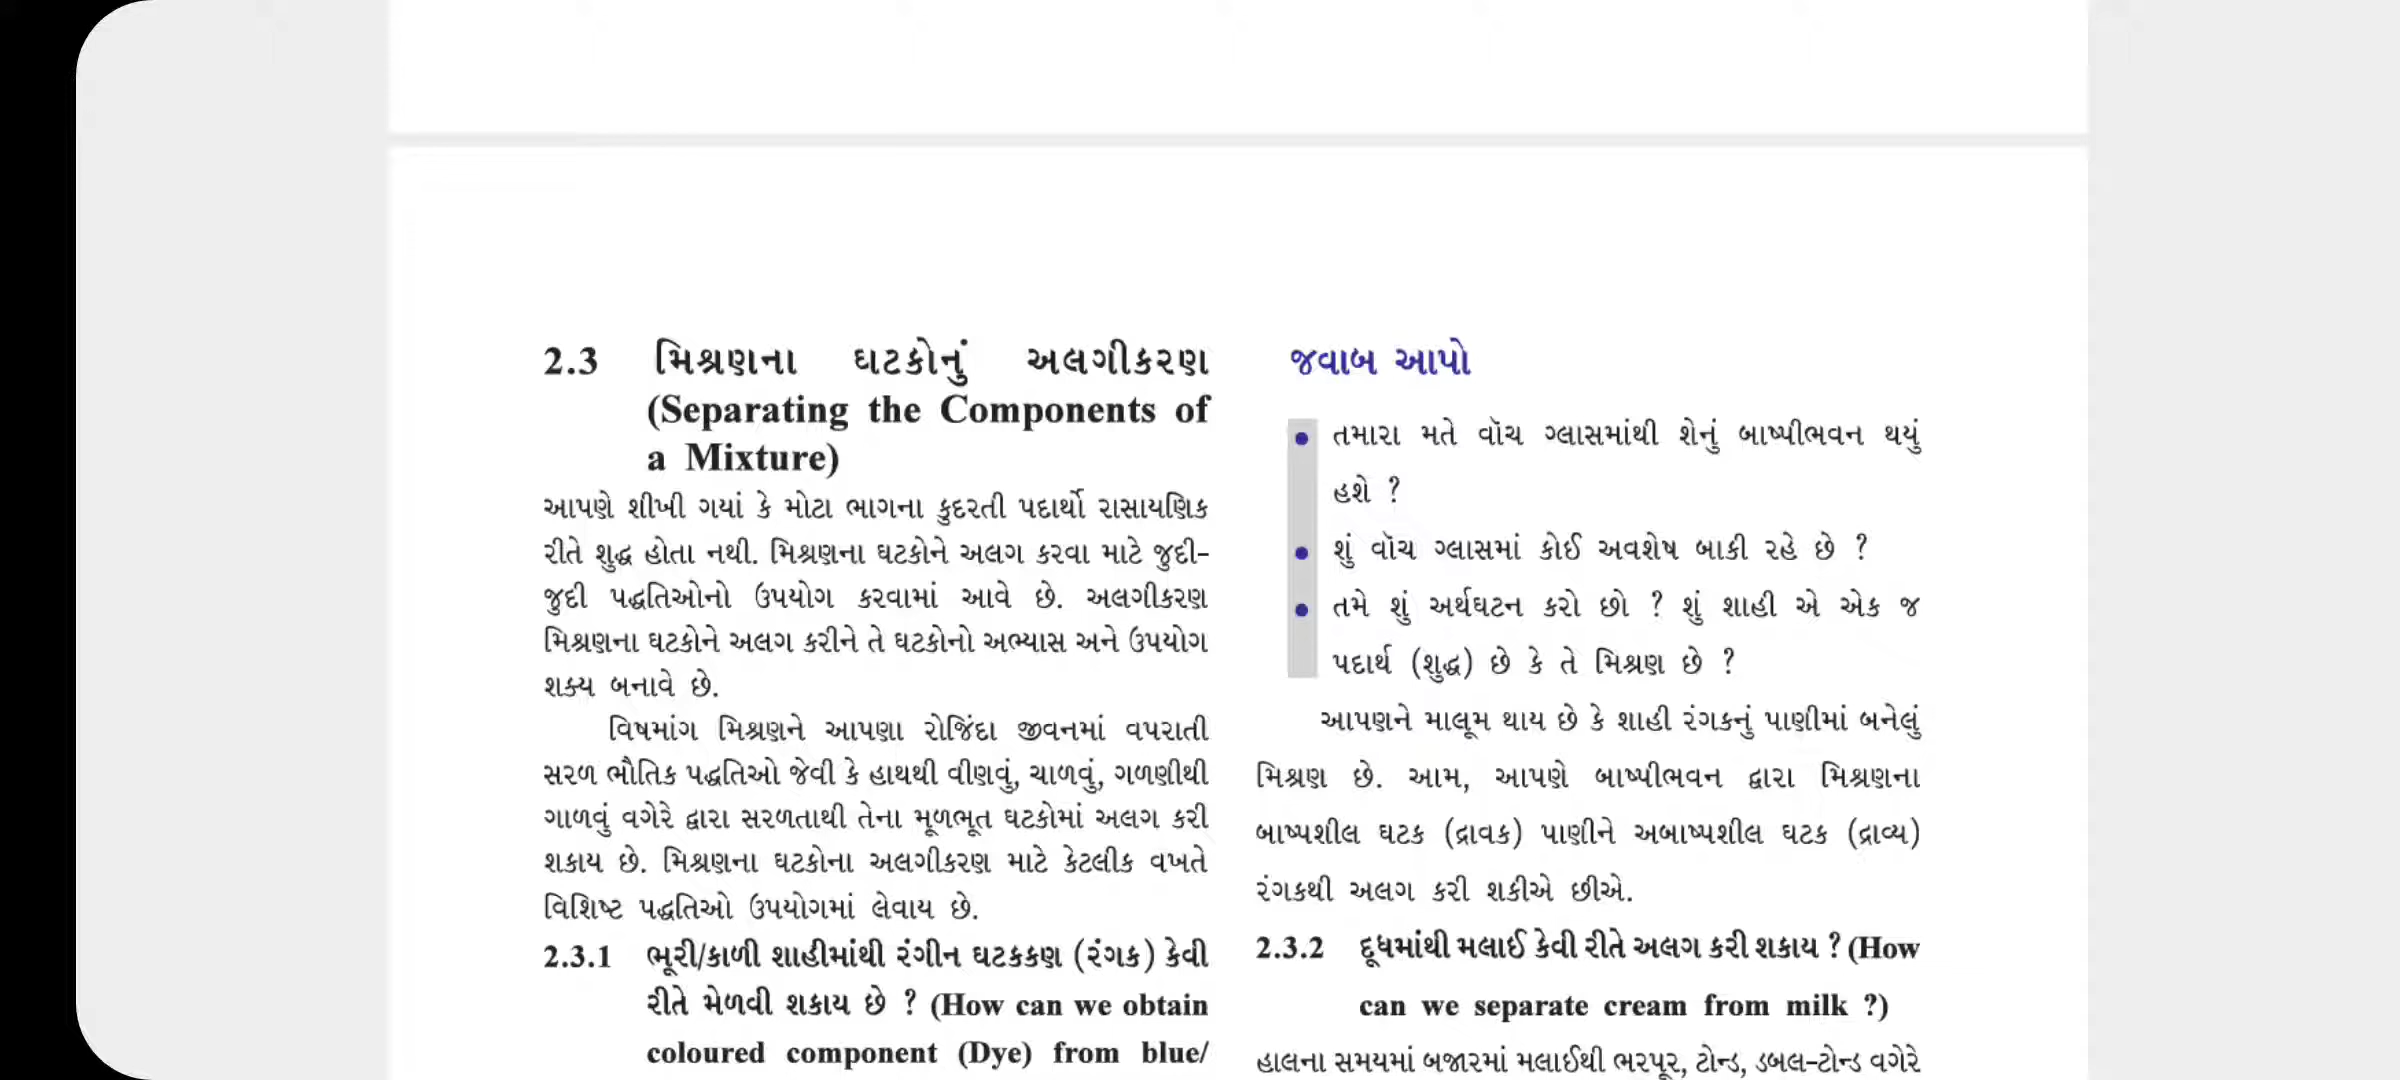 2.3 મિશ્રણના ઘટકોનું અલગીકરણ
(Separating the Components of
a Mixture)
આપણે શીખી ગયાં કે મોટા ભાગના કુદરતી પદાર્થો રાસાયણિક
રીતે શુદ્ધ હોતા નથી. મિશ્રણના ઘટકોને અલગ કરવા માટે જુદી-
જુદી પદ્ધતિઓનો ઉપયોગ કરવામાં આવે છે. અલગીકરણ
મિશ્રણના ઘટકોને અલગ કરીને તે ઘટકોનો અભ્યાસ અને ઉપયોગ
શક્ય બનાવે છે.
વિષમાંગ મિશ્રણને આપણા રોજિંદા જીવનમાં વપરાતી
સરળ ભૌતિક પદ્ધતિઓ જેવી કે હાથથી વીણવું, ચાળવું, ગળણીથી
ગાળવું વગેરે દ્વારા સરળતાથી તેના મૂળભૂત ઘટકોમાં અલગ કરી
શકાય છે. મિશ્રણના ઘટકોના અલગીકરણ માટે કેટલીક વખતે
વિશિષ્ટ પદ્ધતિઓ ઉપયોગમાં લેવાય છે.
2.3.1 ભૂરી/કાળી શાહીમાંથી રંગીન ઘટકકણ (રંગક) કેવી
રીતે મેળવી શકાય છે ? (How can we obtain
coloured component (Dye) from blue/
જવાબ આપો
• તમારા મતે વૉચ ગ્લાસમાંથી શેનું બાષ્પીભવન થયું
હશે ?
• શું વૉચ ગ્લાસમાં કોઈ અવશેષ બાકી રહે છે ?
• તમે શું અર્થઘટન કરો છો ? શું શાહી એ એક જ
પદાર્થ (શુદ્ધ) છે કે તે મિશ્રણ છે ?
આપણને માલૂમ થાય છે કે શાહી રંગકનું પાણીમાં બનેલું
મિશ્રણ છે. આમ, આપણે બાષ્પીભવન દ્વારા મિશ્રણના
બાષ્પશીલ ઘટક (દ્રાવક) પાણીને અબાષ્પશીલ ઘટક (દ્રાવ્ય)
રંગકથી અલગ કરી શકીએ છીએ.
2.3.2 દૂધમાંથી મલાઈ કેવી રીતે અલગ કરી શકાય ? (How
can we separate cream from milk ?)
હાલના સમયમાં બજારમાં મલાઈથી ભરપૂર, ટોન્ડ, ડબલ-ટોન્ડ વગેરે